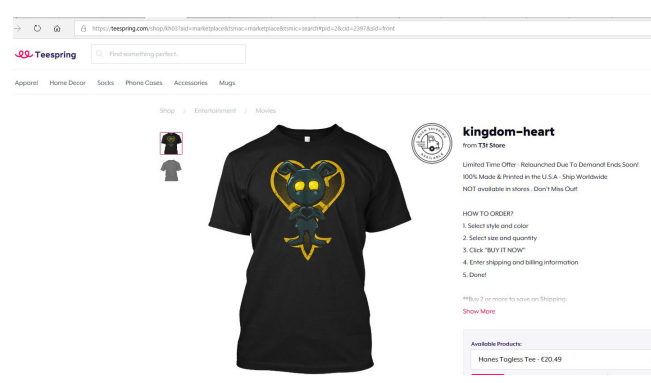 https://teespring.com/shop/kh03?aid=marketplace&tsmac=marketplace&tsmic=search#pid=2&cid=2397&sid=front
Teespring
Find something perfect
Apparel Home Decor Socks Phone Cases Accessories Mugs
Shop > Entertainment > Movies
RUSH SHIPPING
AVAILABLE
kingdom-heart
from T3t Store
Limited Time Offer - Relaunched Due To Demand! Ends Soon!
100% Made & Printed in the U.S.A - Ship Worldwide
NOT available in stores . Don't Miss Out!
HOW TO ORDER?
1. Select style and color
2. Select size and quantity
3. Click "BUY IT NOW"
4. Enter shipping and billing information
5. Done!
**Buy 2 or more to save on Shipping.
Show More
Available Products:
Hanes Tagless Tee - €20.49